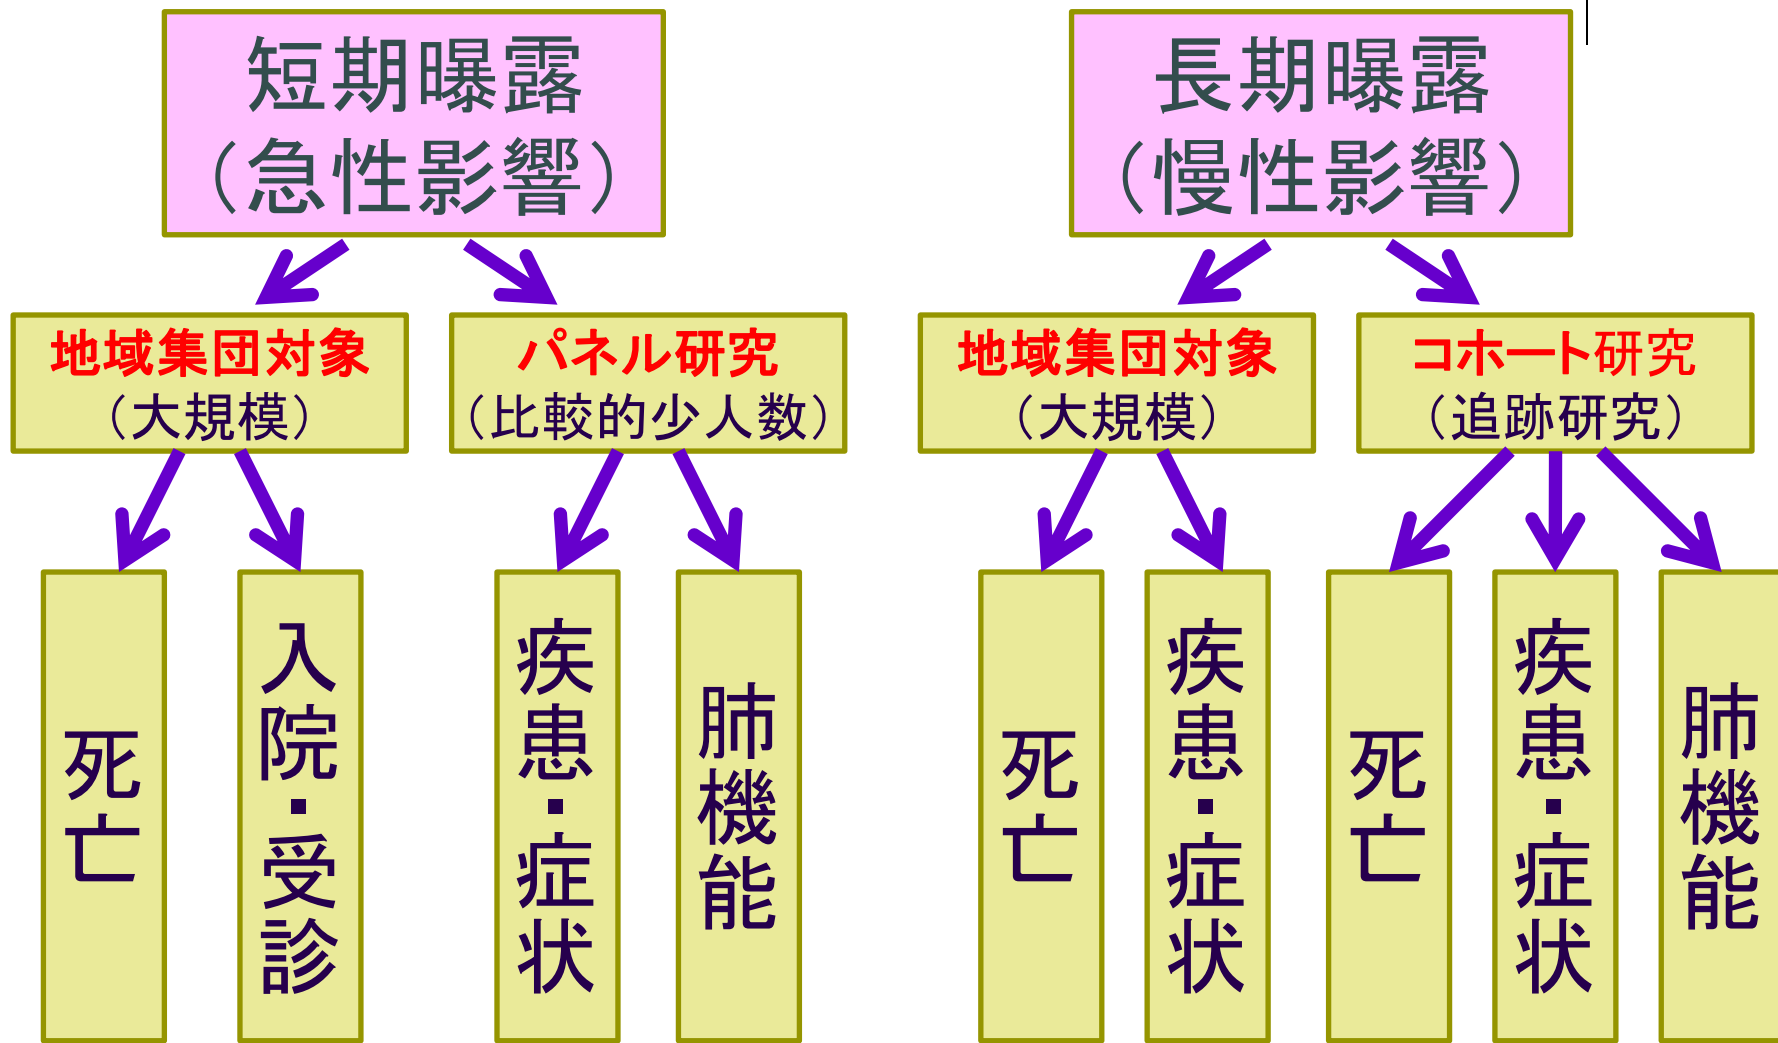 短期曝露
（急性影響）
長期曝露
（慢性影響）
地域集団対象
（大規模）
パネル研究
（比較的少人数）
地域集団対象
（大規模）
コホート研究
（追跡研究）
死亡
入院・受診
疾患・症状
肺機能
死亡
疾患・症状
死亡
疾患・症状
肺機能